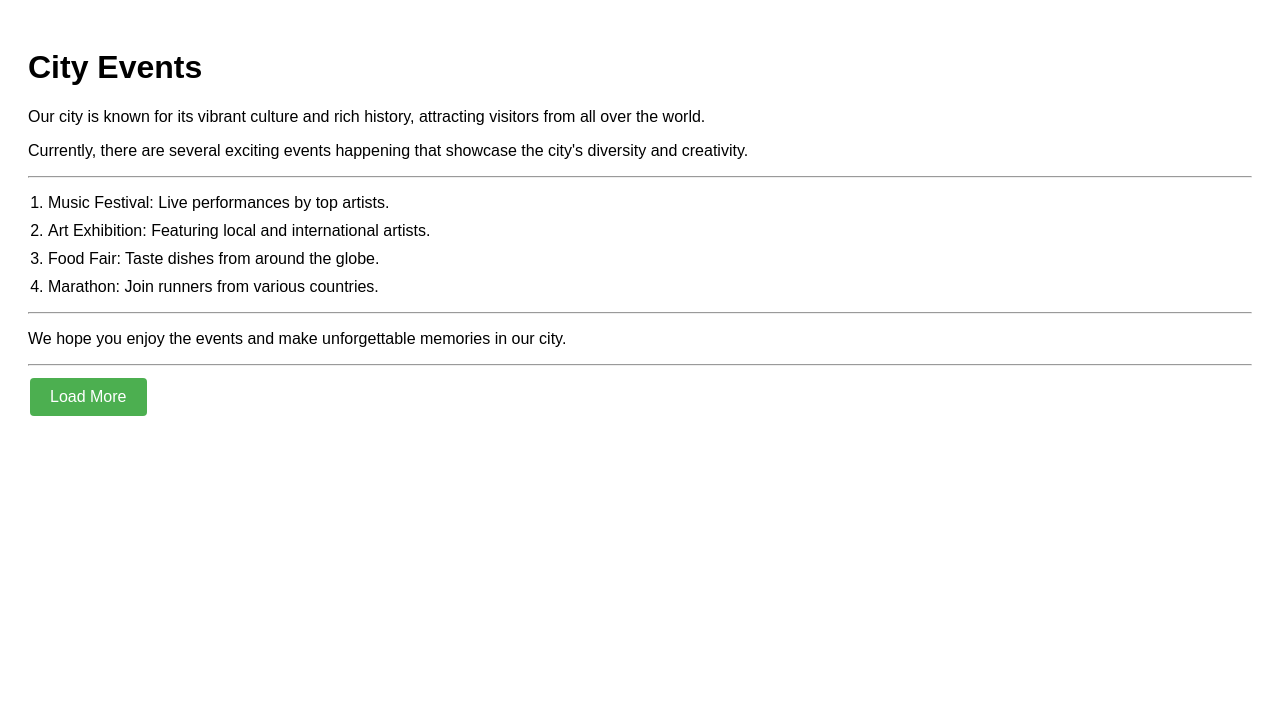 City Events
Our city is known for its vibrant culture and rich history, attracting visitors from all over the world.
Currently, there are several exciting events happening that showcase the city's diversity and creativity.
1. Music Festival: Live performances by top artists.
2. Art Exhibition: Featuring local and international artists.
3. Food Fair: Taste dishes from around the globe.
4. Marathon: Join runners from various countries.
We hope you enjoy the events and make unforgettable memories in our city.
Load More